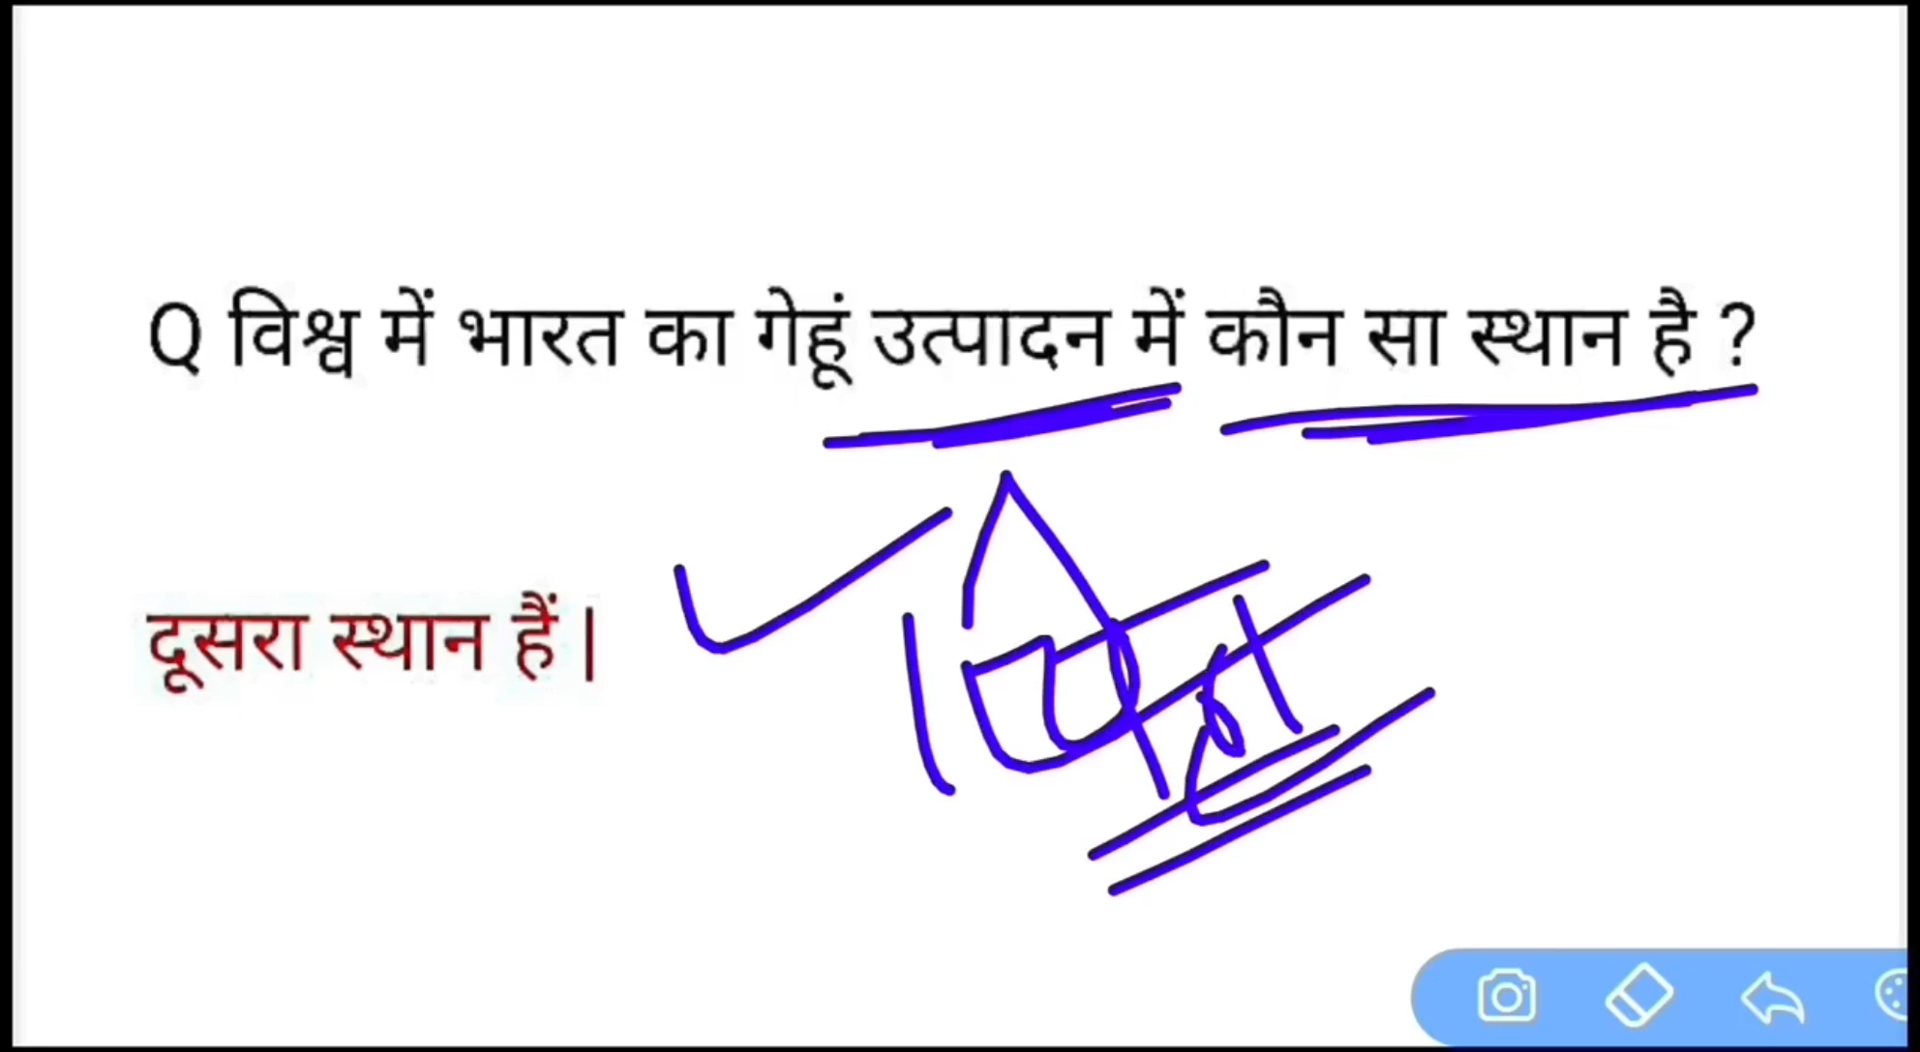 Q विश्व में भारत का गेहूं उत्पादन में कौन सा स्थान है ?
दूसरा स्थान हैं |